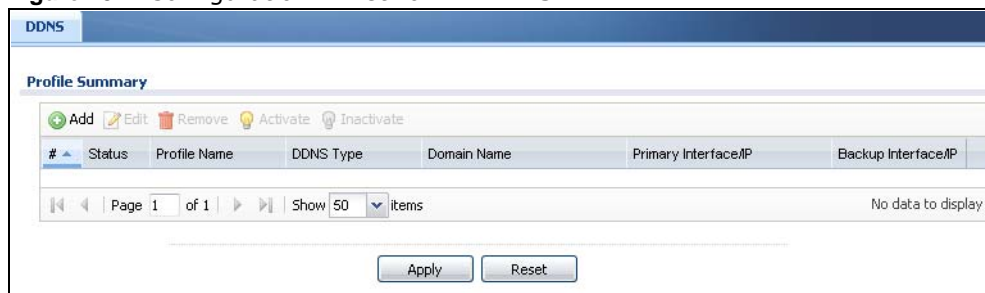 DDNS
Profile Summary
Add Edit Remove Activate Inactivate
# Status Profile Name DDNS Type Domain Name Primary Interface/IP Backup Interface/IP
Page 1 of 1 Show 50 items No data to display
Apply Reset